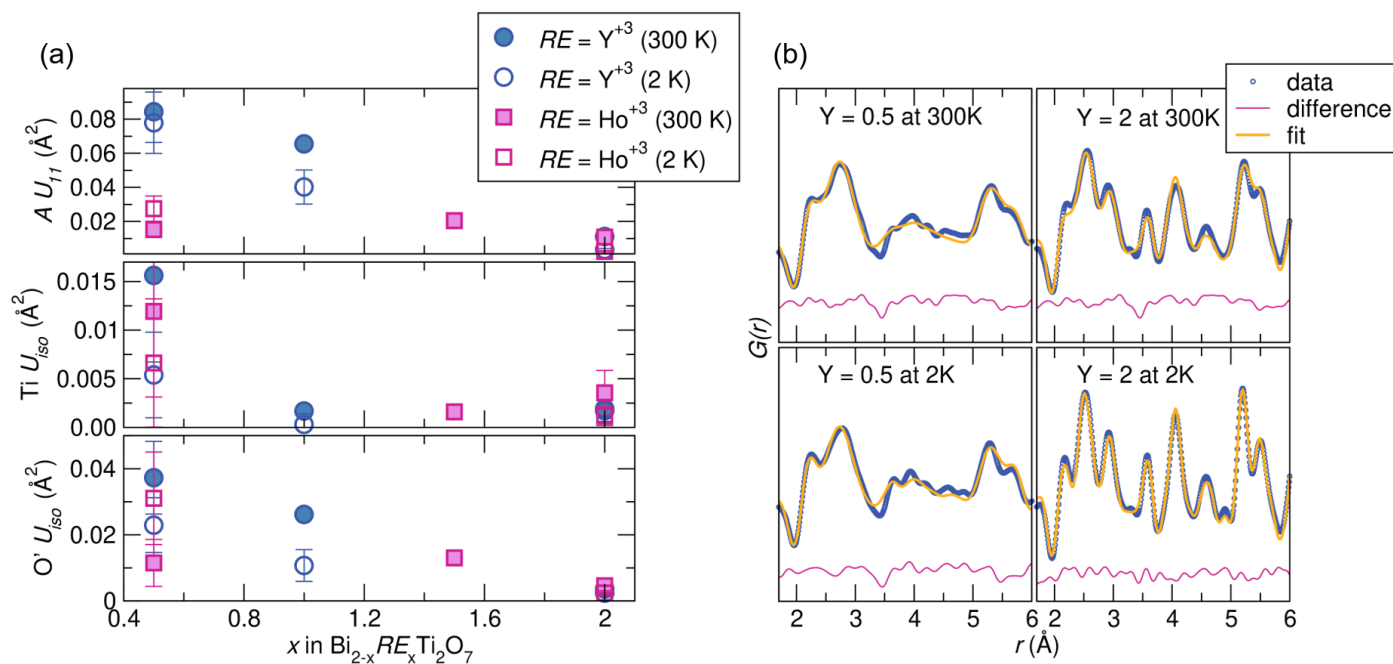 (a)
RE = Y+3 (300 K)
RE = Y+3 (2 K)
RE = Ho+3 (300 K)
RE = Ho+3 (2 K)
A U11 (Å2)
0.08
0.06
0.04
0.02
Ti Uiso (Å2)
0.015
0.01
0.005
0.00
O' Uiso (Å2)
0.04
0.02
0
0.4 0.8 1.2 1.6 2
x in Bi2-xRExTi2O7
(b)
data
difference
fit
Y = 0.5 at 300K
Y = 2 at 300K
Y = 0.5 at 2K
Y = 2 at 2K
G(r)
2 3 4 5 2 3 4 5 6
r (Å)